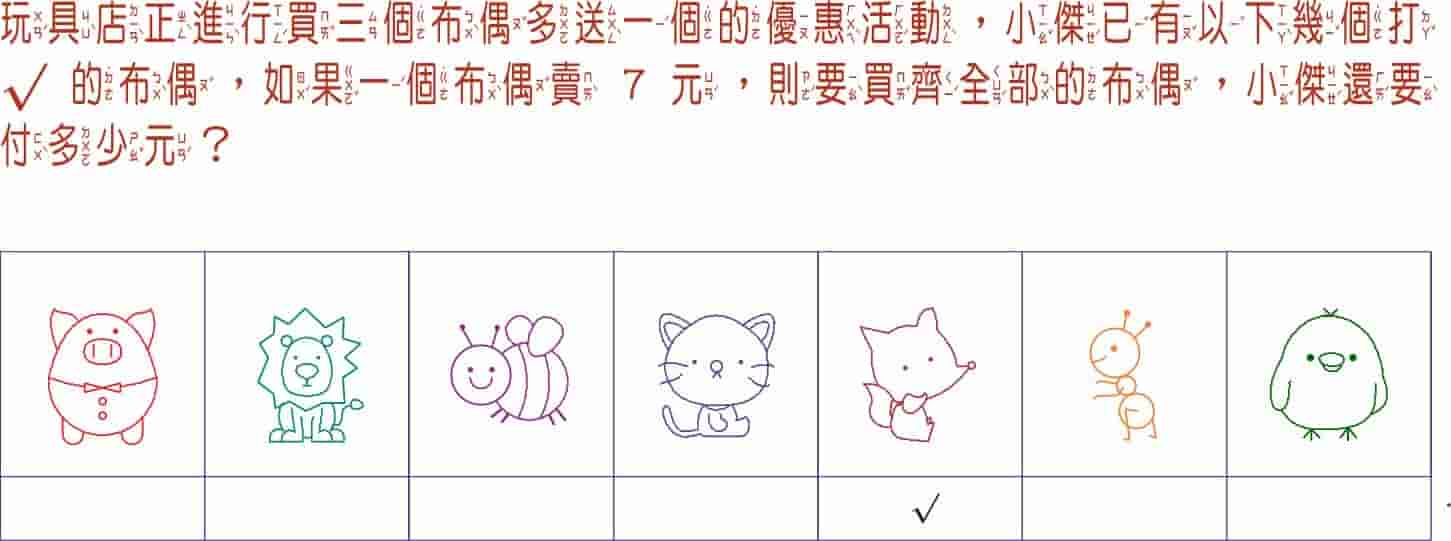 玩具店正進行買三個布偶多送一個的優惠活動，小傑已有以下幾個打
√ 的布偶，如果一個布偶賣 7 元，則要買齊全部的布偶，小傑還要
付多少元？
√